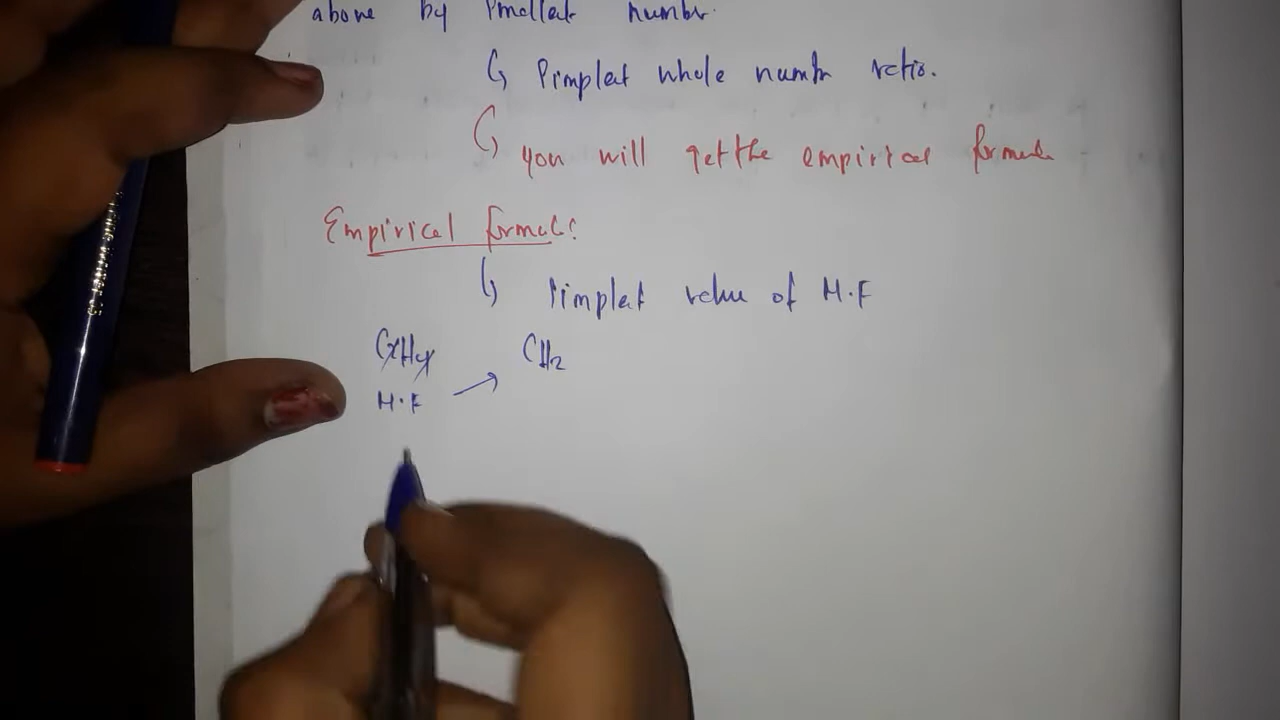 above by smallest number.
↳ Simplest whole number ratio.
↳ you will get the empirical formula
Empirical formula:
↳ Simplest value of M.F
CxHy CH2
M.F →